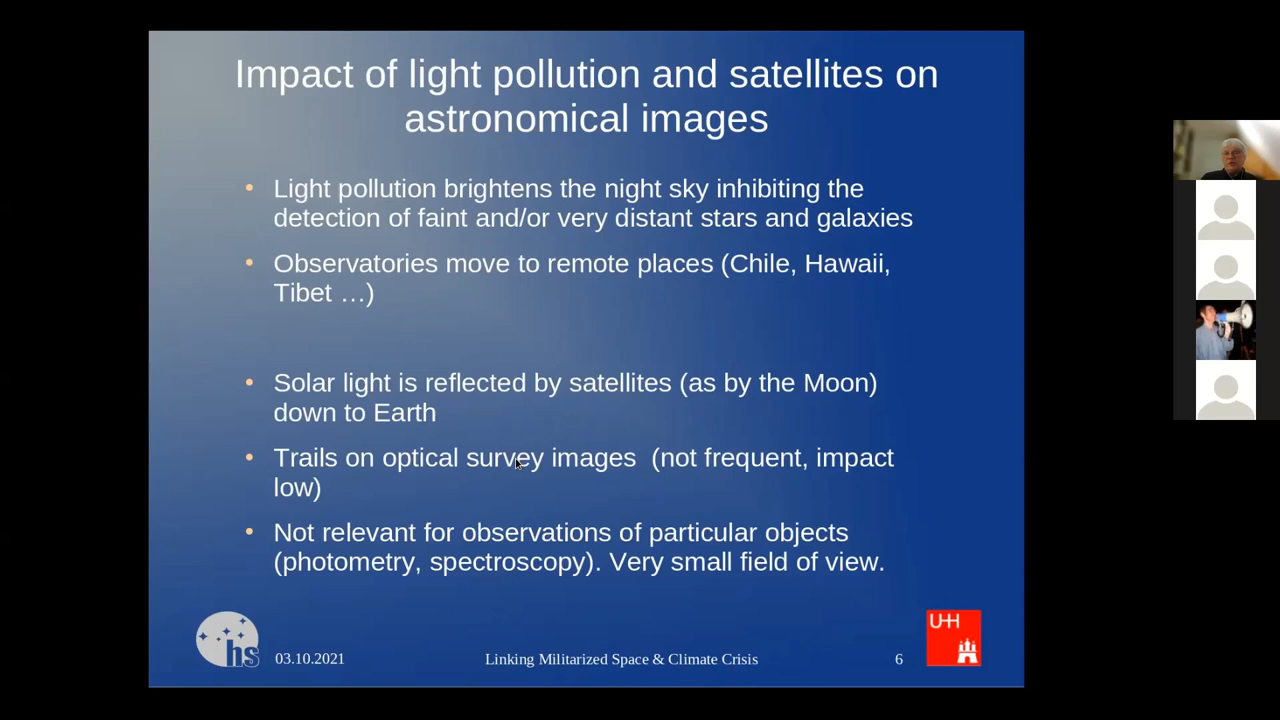 Impact of light pollution and satellites on
astronomical images
• Light pollution brightens the night sky inhibiting the
detection of faint and/or very distant stars and galaxies
• Observatories move to remote places (Chile, Hawaii,
Tibet …)
• Solar light is reflected by satellites (as by the Moon)
down to Earth
• Trails on optical survey images  (not frequent, impact
low)
• Not relevant for observations of particular objects
(photometry, spectroscopy). Very small field of view.
hs
03.10.2021
Linking Militarized Space & Climate Crisis
6
UH